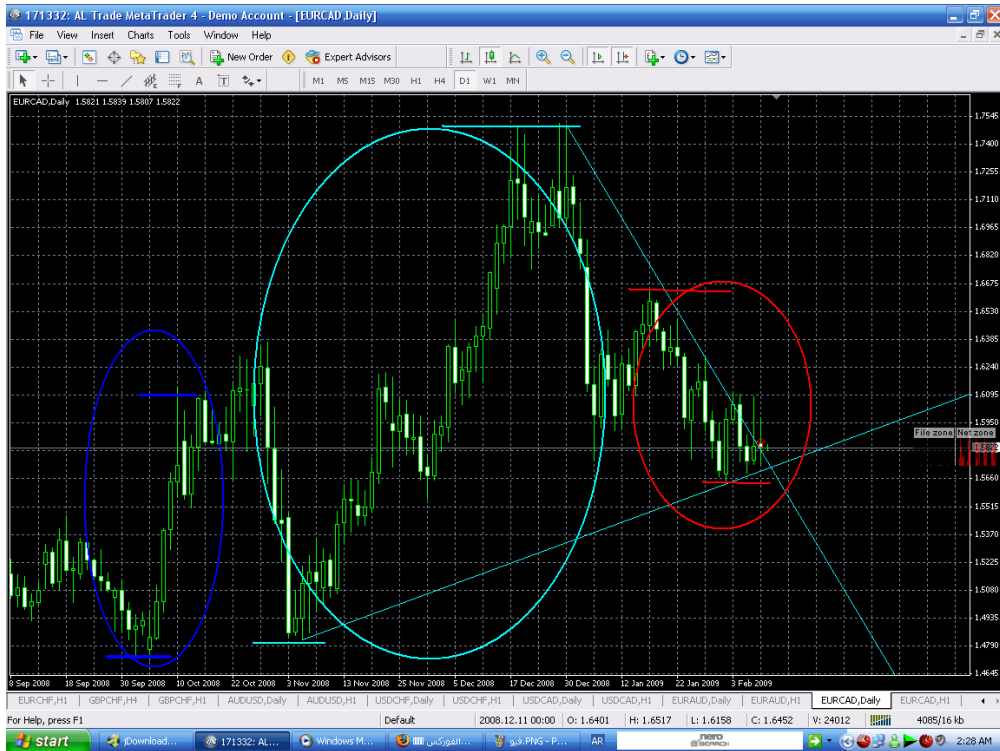 171332: AL Trade MetaTrader 4 - Demo Account - [EURCAD,Daily]
File View Insert Charts Tools Window Help
New Order Expert Advisors
A T M1 M5 M15 M30 H1 H4 D1 W1 MN
EURCAD,Daily 1.5821 1.5839 1.5807 1.5822
1.7545
1.7400
1.7255
1.7110
1.6965
1.6820
1.6675
1.6530
1.6385
1.6240
1.6095
1.5950
File zone Net zone
1.5822
1.5660
1.5515
1.5370
1.5225
1.5080
1.4935
1.4790
1.4645
8 Sep 2008 18 Sep 2008 30 Sep 2008 10 Oct 2008 22 Oct 2008 3 Nov 2008 13 Nov 2008 25 Nov 2008 5 Dec 2008 17 Dec 2008 30 Dec 2008 12 Jan 2009 22 Jan 2009 3 Feb 2009
EURCHF,H1 GBPCHF,H4 GBPCHF,H1 AUDUSD,Daily AUDUSD,H1 USDCHF,Daily USDCHF,H1 USDCAD,Daily USDCAD,H1 EURAUD,Daily EURAUD,H1 EURCAD,Daily EURCAD,H1
For Help, press F1 Default 2008.12.11 00:00 O: 1.6401 H: 1.6517 L: 1.6158 C: 1.6452 V: 24012 4085/16 kb
start jDownload... 171332: AL... Windows M... الفوركس... فيو.PNG - P... AR nero SEARCH 2:28 AM